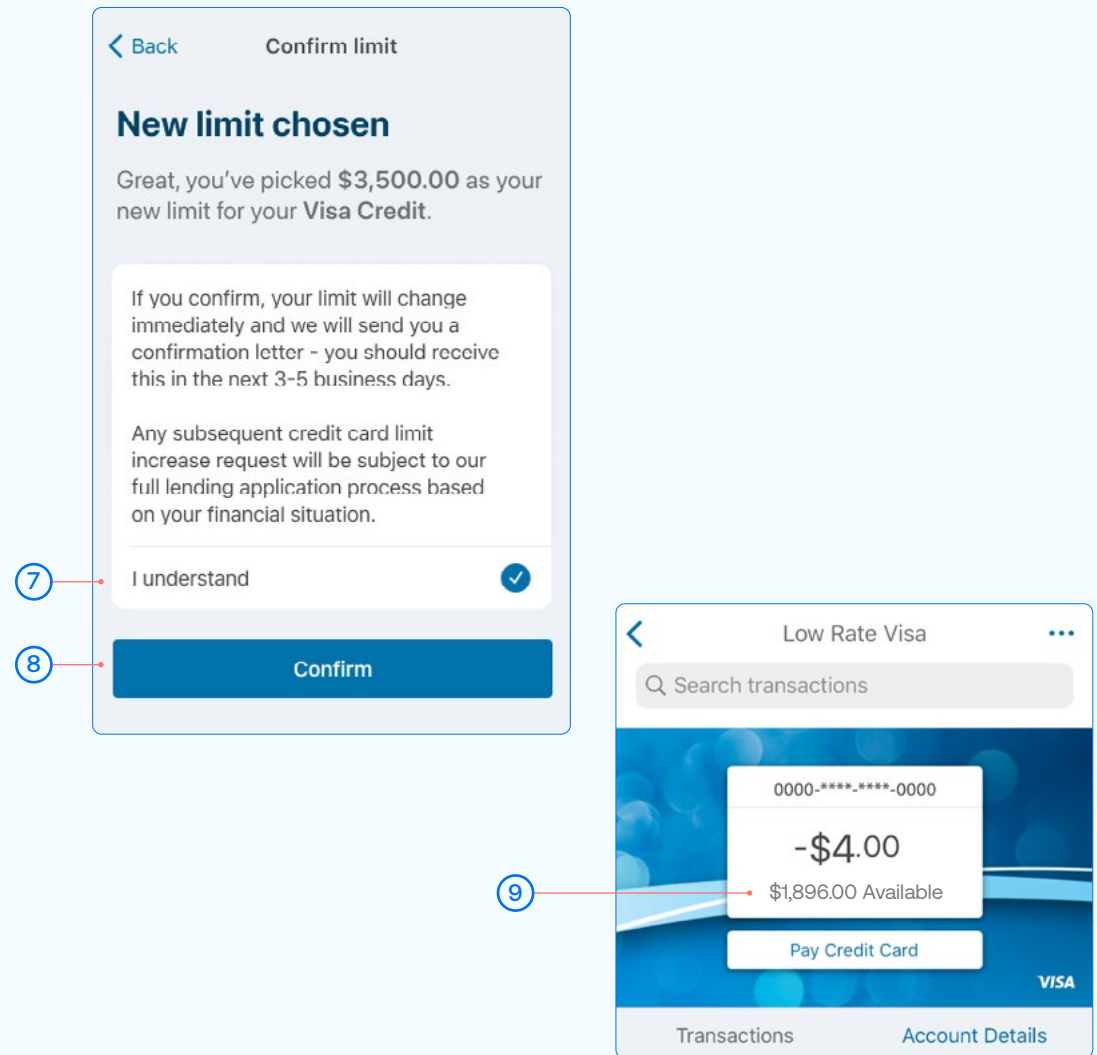 Back Confirm limit
New limit chosen
Great, you've picked $3,500.00 as your
new limit for your Visa Credit.
If you confirm, your limit will change
immediately and we will send you a
confirmation letter - you should receive
this in the next 3-5 business days.
Any subsequent credit card limit
increase request will be subject to our
full lending application process based
on your financial situation.
7 I understand
8 Confirm
Low Rate Visa
Search transactions
0000-****-****-0000
-$4.00
9 $1,896.00 Available
Pay Credit Card
VISA
Transactions Account Details